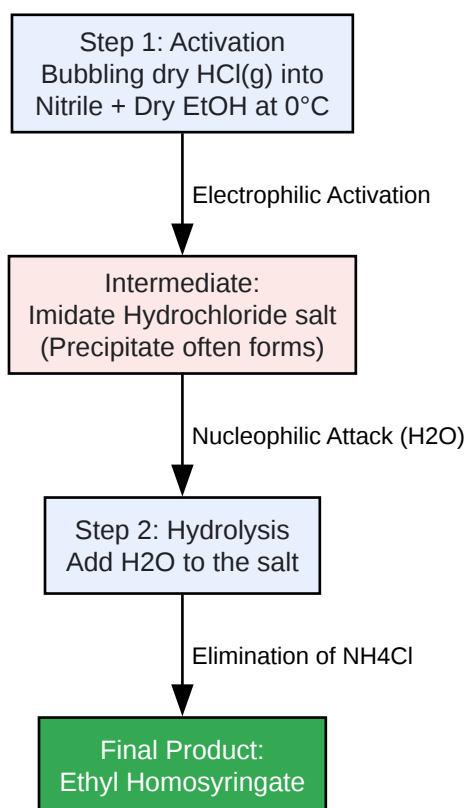 Step 1: Activation
Bubbling dry HCl(g) into
Nitrile + Dry EtOH at 0°C
Electrophilic Activation
Intermediate:
Imidate Hydrochloride salt
(Precipitate often forms)
Nucleophilic Attack (H2O)
Step 2: Hydrolysis
Add H2O to the salt
Elimination of NH4Cl
Final Product:
Ethyl Homosyringate